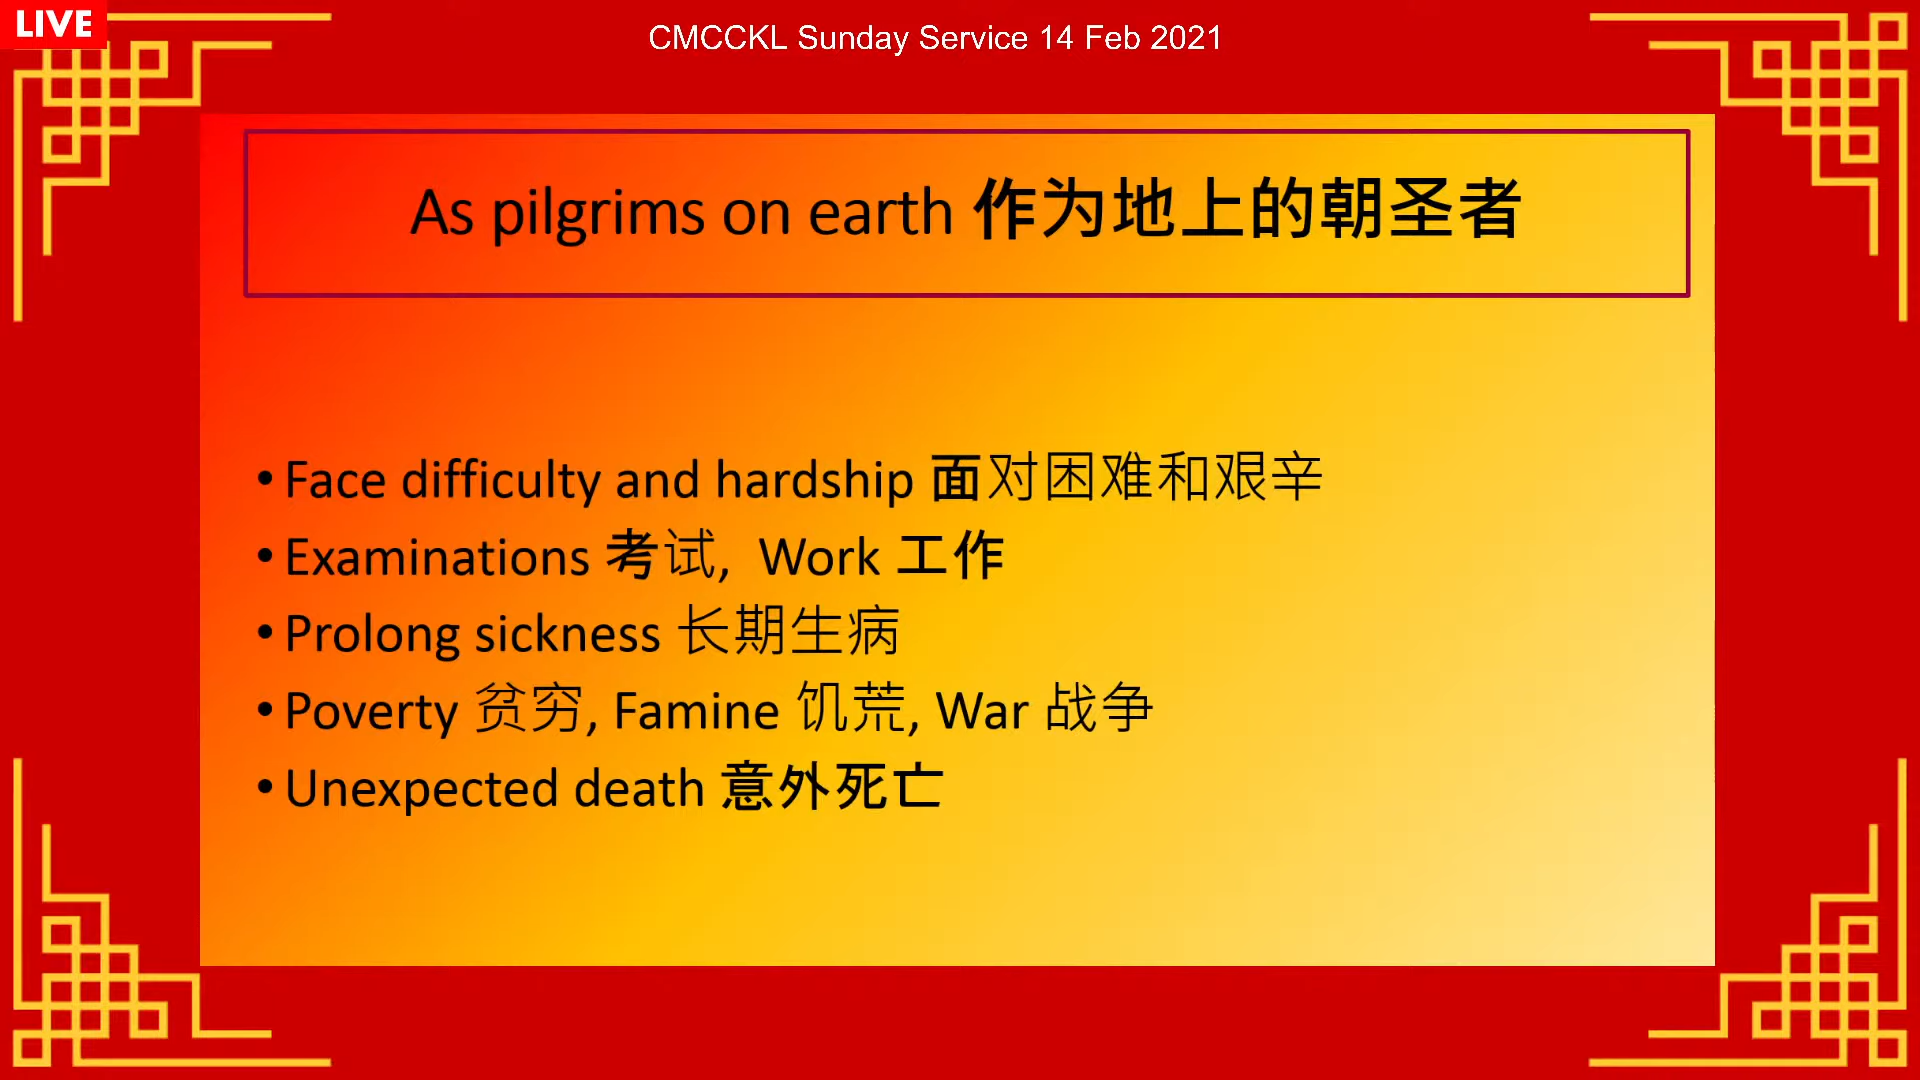 LIVE
CMCCKL Sunday Service 14 Feb 2021
As pilgrims on earth 作为地上的朝圣者
• Face difficulty and hardship 面对困难和艰辛
• Examinations 考试, Work 工作
• Prolong sickness 长期生病
• Poverty 贫穷, Famine 饥荒, War 战争
• Unexpected death 意外死亡